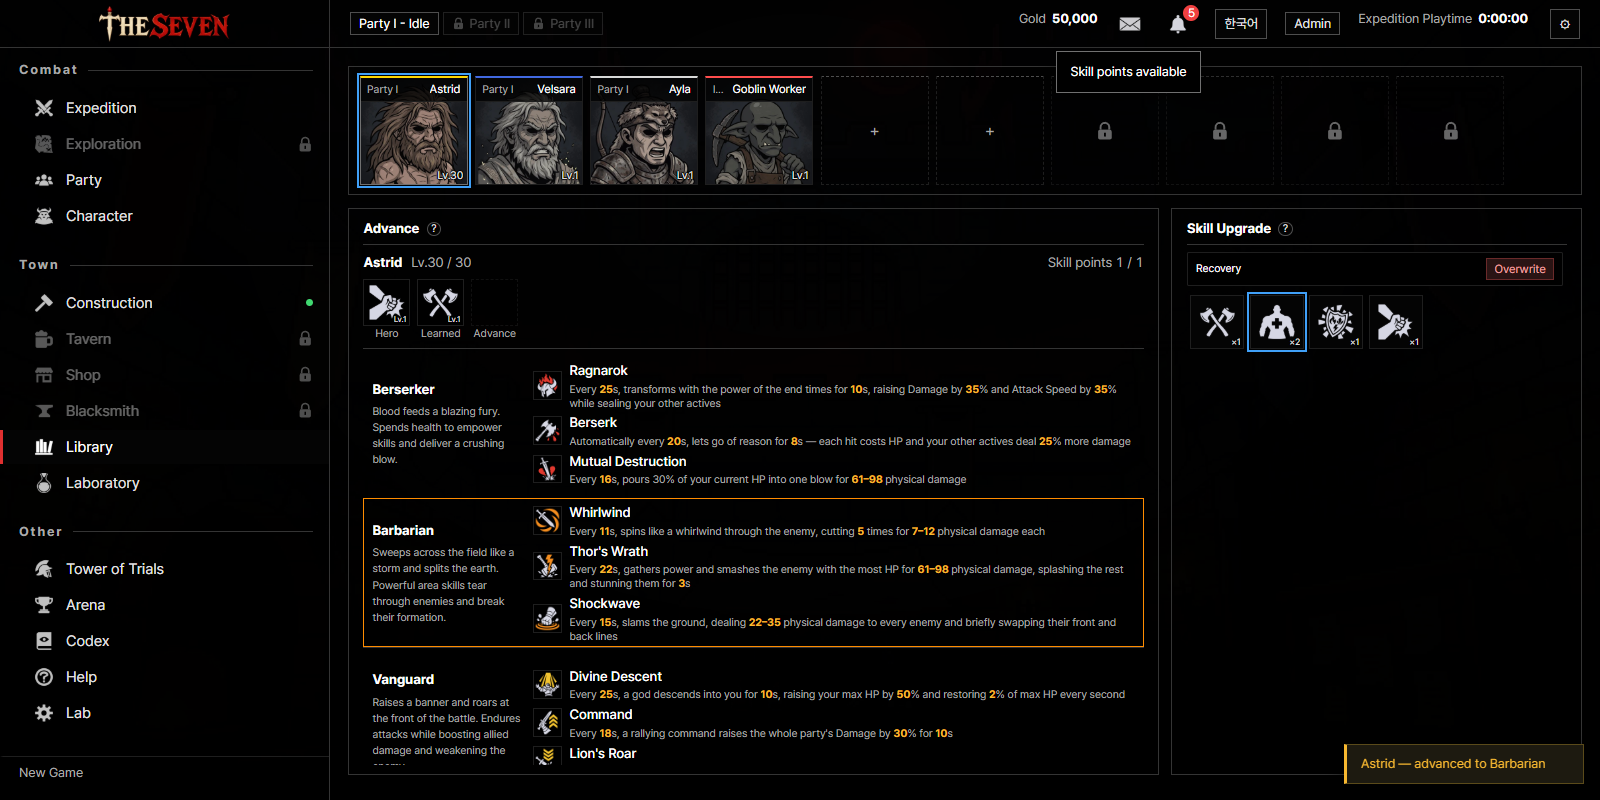 THE SEVEN
Party I - Idle
Party II
Party III
Gold 50,000
5
한국어
Admin
Expedition Playtime 0:00:00
Skill points available
Combat
Expedition
Exploration
Party
Character
Town
Construction
Tavern
Shop
Blacksmith
Library
Laboratory
Other
Tower of Trials
Arena
Codex
Help
Lab
New Game
Party I Astrid
Lv.30
Party I Velsara
Lv.1
Party I Ayla
Lv.1
I... Goblin Worker
Lv.1
+
+
Advance ?
Astrid Lv.30 / 30
Skill points 1 / 1
Lv.1
Lv.1
Hero
Learned
Advance
Berserker
Blood feeds a blazing fury.
Spends health to empower
skills and deliver a crushing
blow.
Ragnarok
Every 25s, transforms with the power of the end times for 10s, raising Damage by 35% and Attack Speed by 35%
while sealing your other actives
Berserk
Automatically every 20s, lets go of reason for 8s — each hit costs HP and your other actives deal 25% more damage
Mutual Destruction
Every 16s, pours 30% of your current HP into one blow for 61–98 physical damage
Barbarian
Sweeps across the field like a
storm and splits the earth.
Powerful area skills tear
through enemies and break
their formation.
Whirlwind
Every 11s, spins like a whirlwind through the enemy, cutting 5 times for 7–12 physical damage each
Thor's Wrath
Every 22s, gathers power and smashes the enemy with the most HP for 61–98 physical damage, splashing the rest
and stunning them for 3s
Shockwave
Every 15s, slams the ground, dealing 22–35 physical damage to every enemy and briefly swapping their front and
back lines
Vanguard
Raises a banner and roars at
the front of the battle. Endures
attacks while boosting allied
damage and weakening the
Divine Descent
Every 25s, a god descends into you for 10s, raising your max HP by 50% and restoring 2% of max HP every second
Command
Every 18s, a rallying command raises the whole party's Damage by 30% for 10s
Lion's Roar
Skill Upgrade ?
Recovery
Overwrite
×1
×2
×1
×1
Astrid — advanced to Barbarian